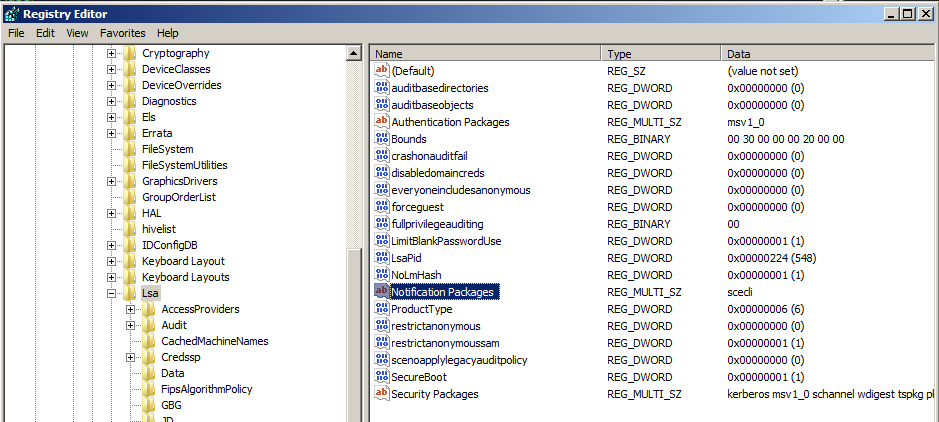 Registry Editor
File Edit View Favorites Help
Cryptography
DeviceClasses
DeviceOverrides
Diagnostics
Els
Errata
FileSystem
FileSystemUtilities
GraphicsDrivers
GroupOrderList
HAL
hivelist
IDConfigDB
Keyboard Layout
Keyboard Layouts
Lsa
AccessProviders
Audit
CachedMachineNames
Credssp
Data
FipsAlgorithmPolicy
GBG
JD
Name Type Data
(Default) REG_SZ (value not set)
auditbasedirectories REG_DWORD 0x00000000 (0)
auditbaseobjects REG_DWORD 0x00000000 (0)
Authentication Packages REG_MULTI_SZ msv1_0
Bounds REG_BINARY 00 30 00 00 00 20 00 00
crashonauditfail REG_DWORD 0x00000000 (0)
disabledomaincreds REG_DWORD 0x00000000 (0)
everyoneincludesanonymous REG_DWORD 0x00000000 (0)
forceguest REG_DWORD 0x00000000 (0)
fullprivilegeauditing REG_BINARY 00
LimitBlankPasswordUse REG_DWORD 0x00000001 (1)
LsaPid REG_DWORD 0x00000224 (548)
NoLmHash REG_DWORD 0x00000001 (1)
Notification Packages REG_MULTI_SZ scecli
ProductType REG_DWORD 0x00000006 (6)
restrictanonymous REG_DWORD 0x00000000 (0)
restrictanonymoussam REG_DWORD 0x00000001 (1)
scenoapplylegacyauditpolicy REG_DWORD 0x00000000 (0)
SecureBoot REG_DWORD 0x00000001 (1)
Security Packages REG_MULTI_SZ kerberos msv1_0 schannel wdigest tspkg